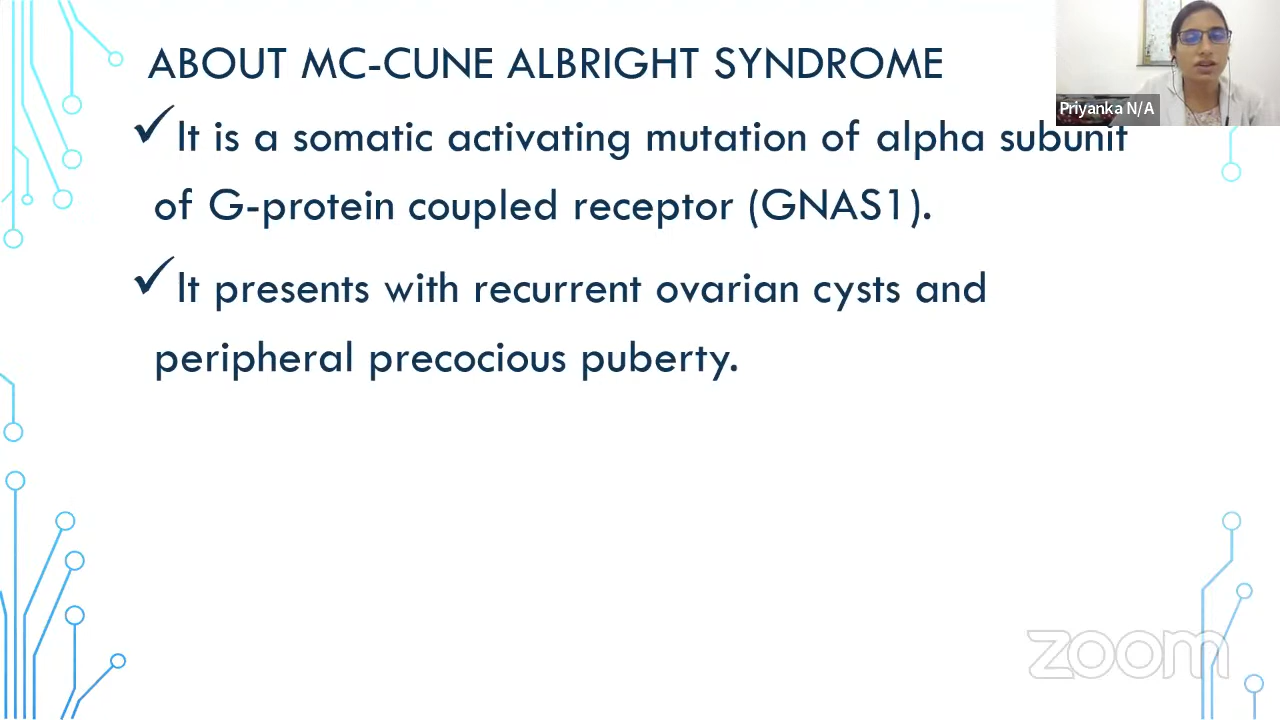 ABOUT MC-CUNE ALBRIGHT SYNDROME
Priyanka N/A
✓It is a somatic activating mutation of alpha subunit
of G-protein coupled receptor (GNAS1).
✓It presents with recurrent ovarian cysts and
peripheral precocious puberty.
zoom